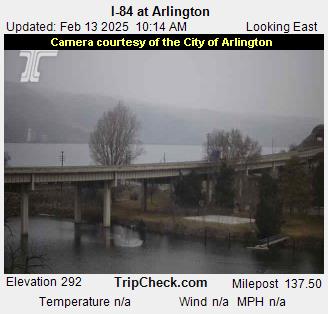 I-84 at Arlington
Updated: Feb 13 2025 10:14 AM Looking East
Camera courtesy of the City of Arlington
Elevation 292 TripCheck.com Milepost 137.50
Temperature n/a Wind n/a MPH n/a